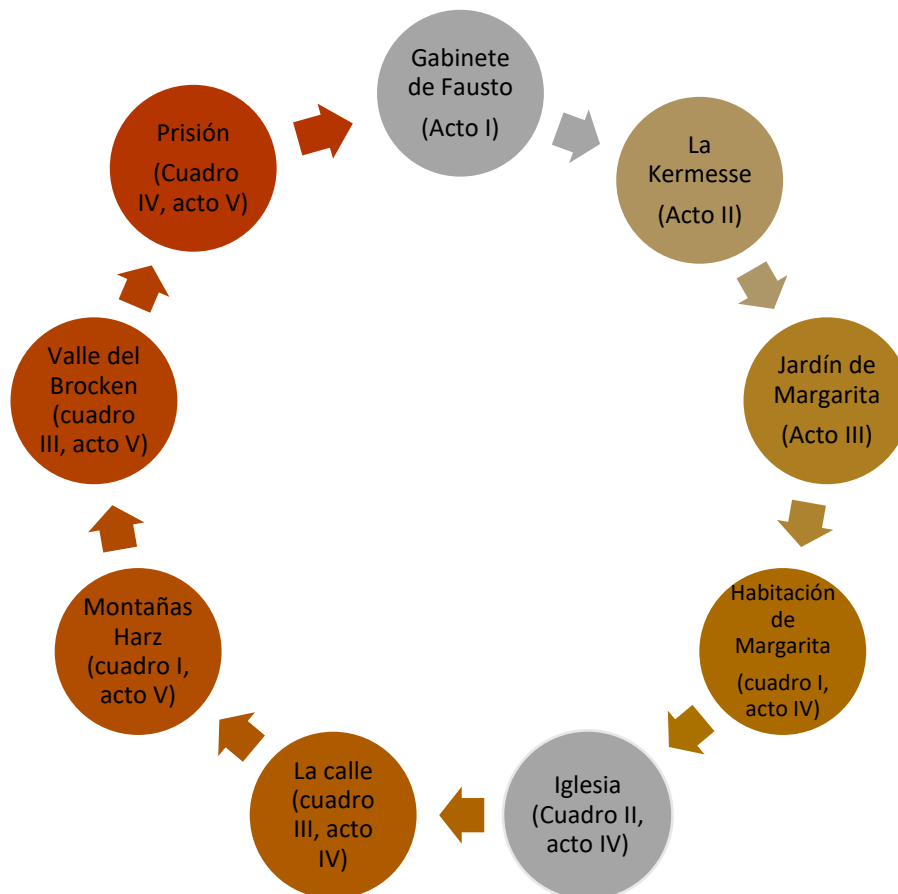 Gabinete
de Fausto
(Acto I)
La
Kermesse
(Acto II)
Jardín de
Margarita
(Acto III)
Habitación
de
Margarita
(cuadro I,
acto IV)
Iglesia
(Cuadro II,
acto IV)
La calle
(cuadro
III, acto
IV)
Montañas
Harz
(cuadro I,
acto V)
Valle del
Brocken
(cuadro
III, acto V)
Prisión
(Cuadro
IV, acto V)